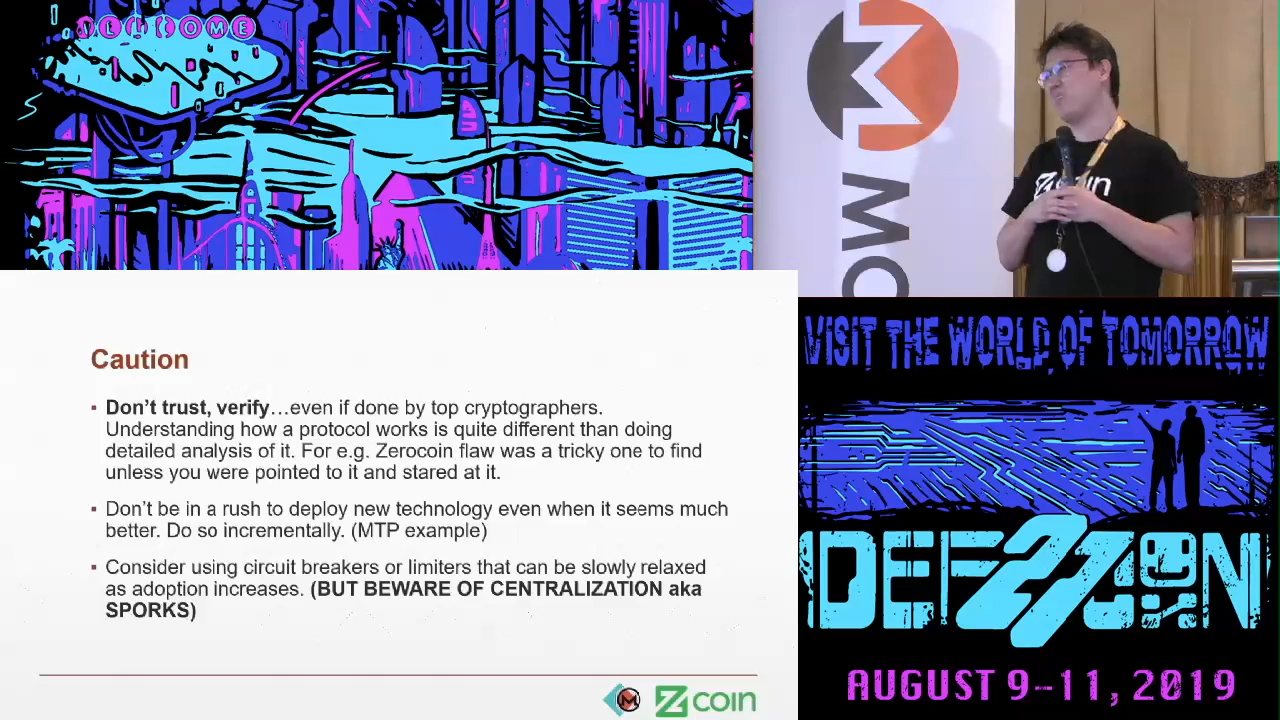 WELCOME
MO
Zcoin
Caution
▪ Don't trust, verify…even if done by top cryptographers.
Understanding how a protocol works is quite different than doing
detailed analysis of it. For e.g. Zerocoin flaw was a tricky one to find
unless you were pointed to it and stared at it.
▪ Don't be in a rush to deploy new technology even when it seems much
better. Do so incrementally. (MTP example)
▪ Consider using circuit breakers or limiters that can be slowly relaxed
as adoption increases. (BUT BEWARE OF CENTRALIZATION aka
SPORKS)
Zcoin
VISIT THE WORLD OF TOMORROW
DEF27CON
AUGUST 9–11, 2019